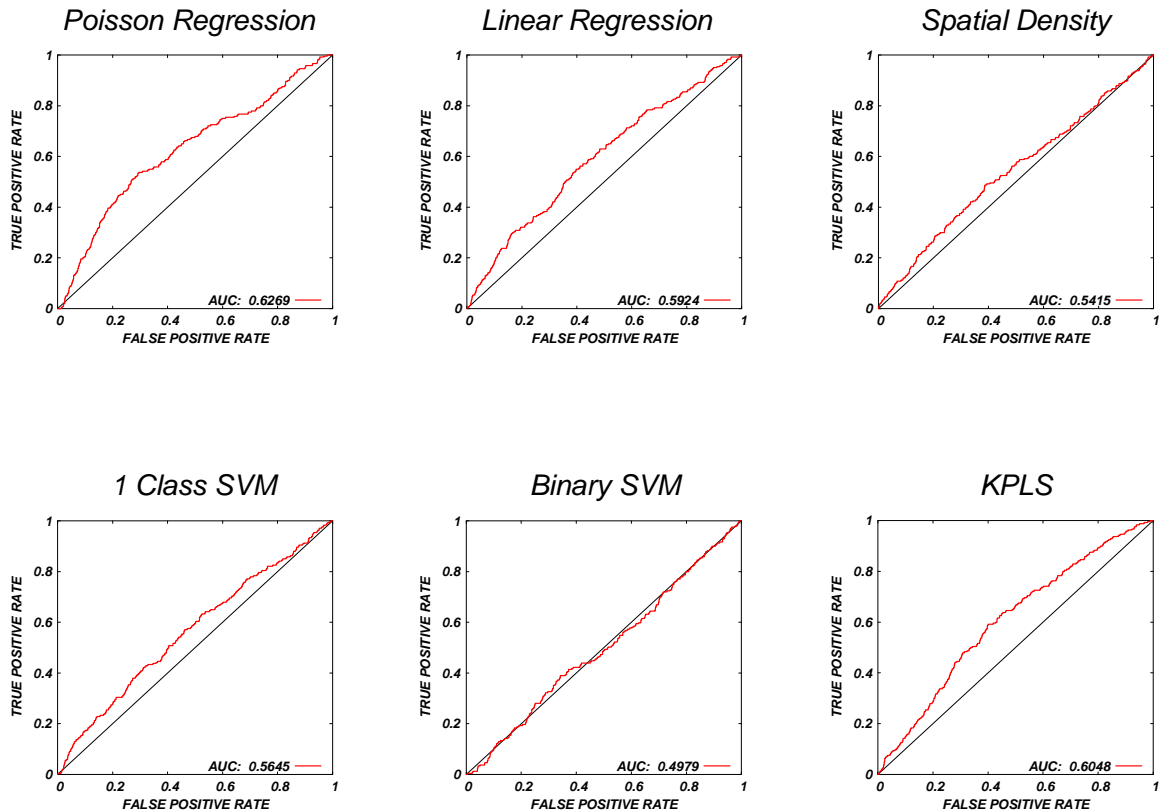 Poisson Regression
1
0.8
0.6
0.4
0.2
0
TRUE POSITIVE RATE
AUC: 0.6269
0 0.2 0.4 0.6 0.8 1
FALSE POSITIVE RATE
Linear Regression
1
0.8
0.6
0.4
0.2
0
TRUE POSITIVE RATE
AUC: 0.5924
0 0.2 0.4 0.6 0.8 1
FALSE POSITIVE RATE
Spatial Density
1
0.8
0.6
0.4
0.2
0
TRUE POSITIVE RATE
AUC: 0.5415
0 0.2 0.4 0.6 0.8 1
FALSE POSITIVE RATE
1 Class SVM
1
0.8
0.6
0.4
0.2
0
TRUE POSITIVE RATE
AUC: 0.5645
0 0.2 0.4 0.6 0.8 1
FALSE POSITIVE RATE
Binary SVM
1
0.8
0.6
0.4
0.2
0
TRUE POSITIVE RATE
AUC: 0.4979
0 0.2 0.4 0.6 0.8 1
FALSE POSITIVE RATE
KPLS
1
0.8
0.6
0.4
0.2
0
TRUE POSITIVE RATE
AUC: 0.6048
0 0.2 0.4 0.6 0.8 1
FALSE POSITIVE RATE